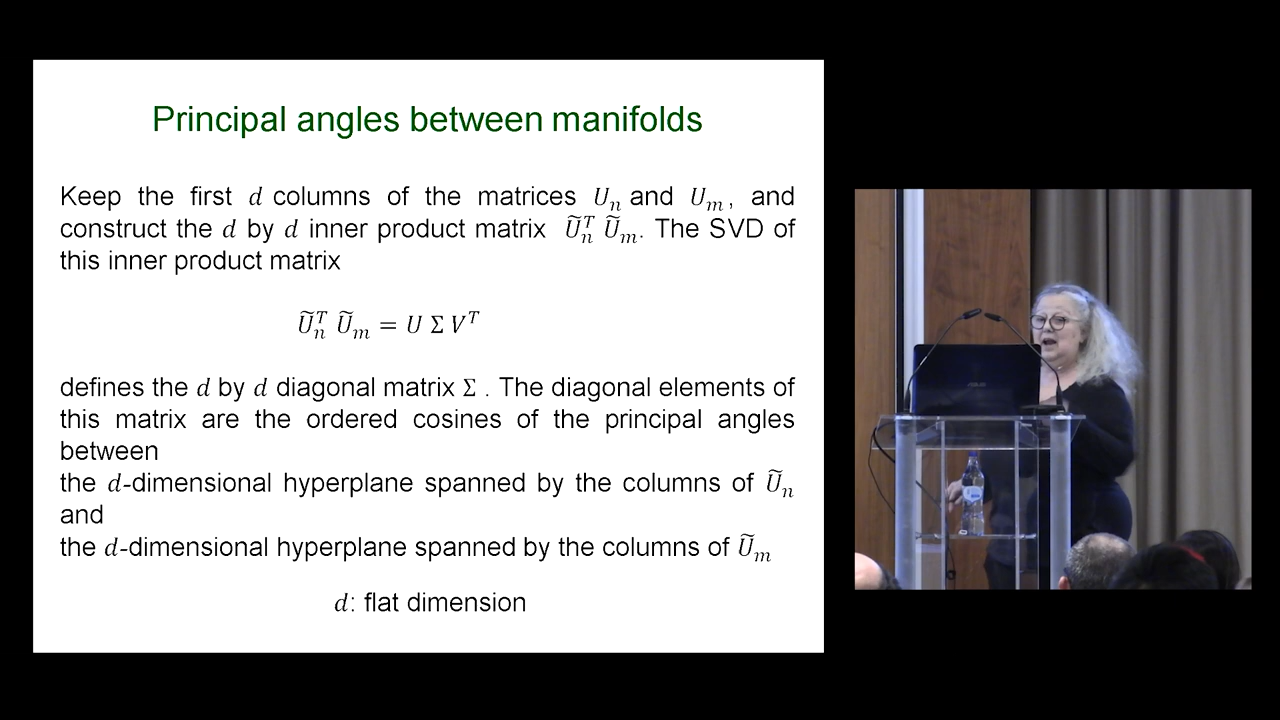 Principal angles between manifolds
Keep the first d columns of the matrices Uₙ and Uₘ, and
construct the d by d inner product matrix Ũₙᵀ Ũₘ. The SVD of
this inner product matrix
Ũₙᵀ Ũₘ = U Σ Vᵀ
defines the d by d diagonal matrix Σ . The diagonal elements of
this matrix are the ordered cosines of the principal angles
between
the d-dimensional hyperplane spanned by the columns of Ũₙ
and
the d-dimensional hyperplane spanned by the columns of Ũₘ
d: flat dimension
ASUS